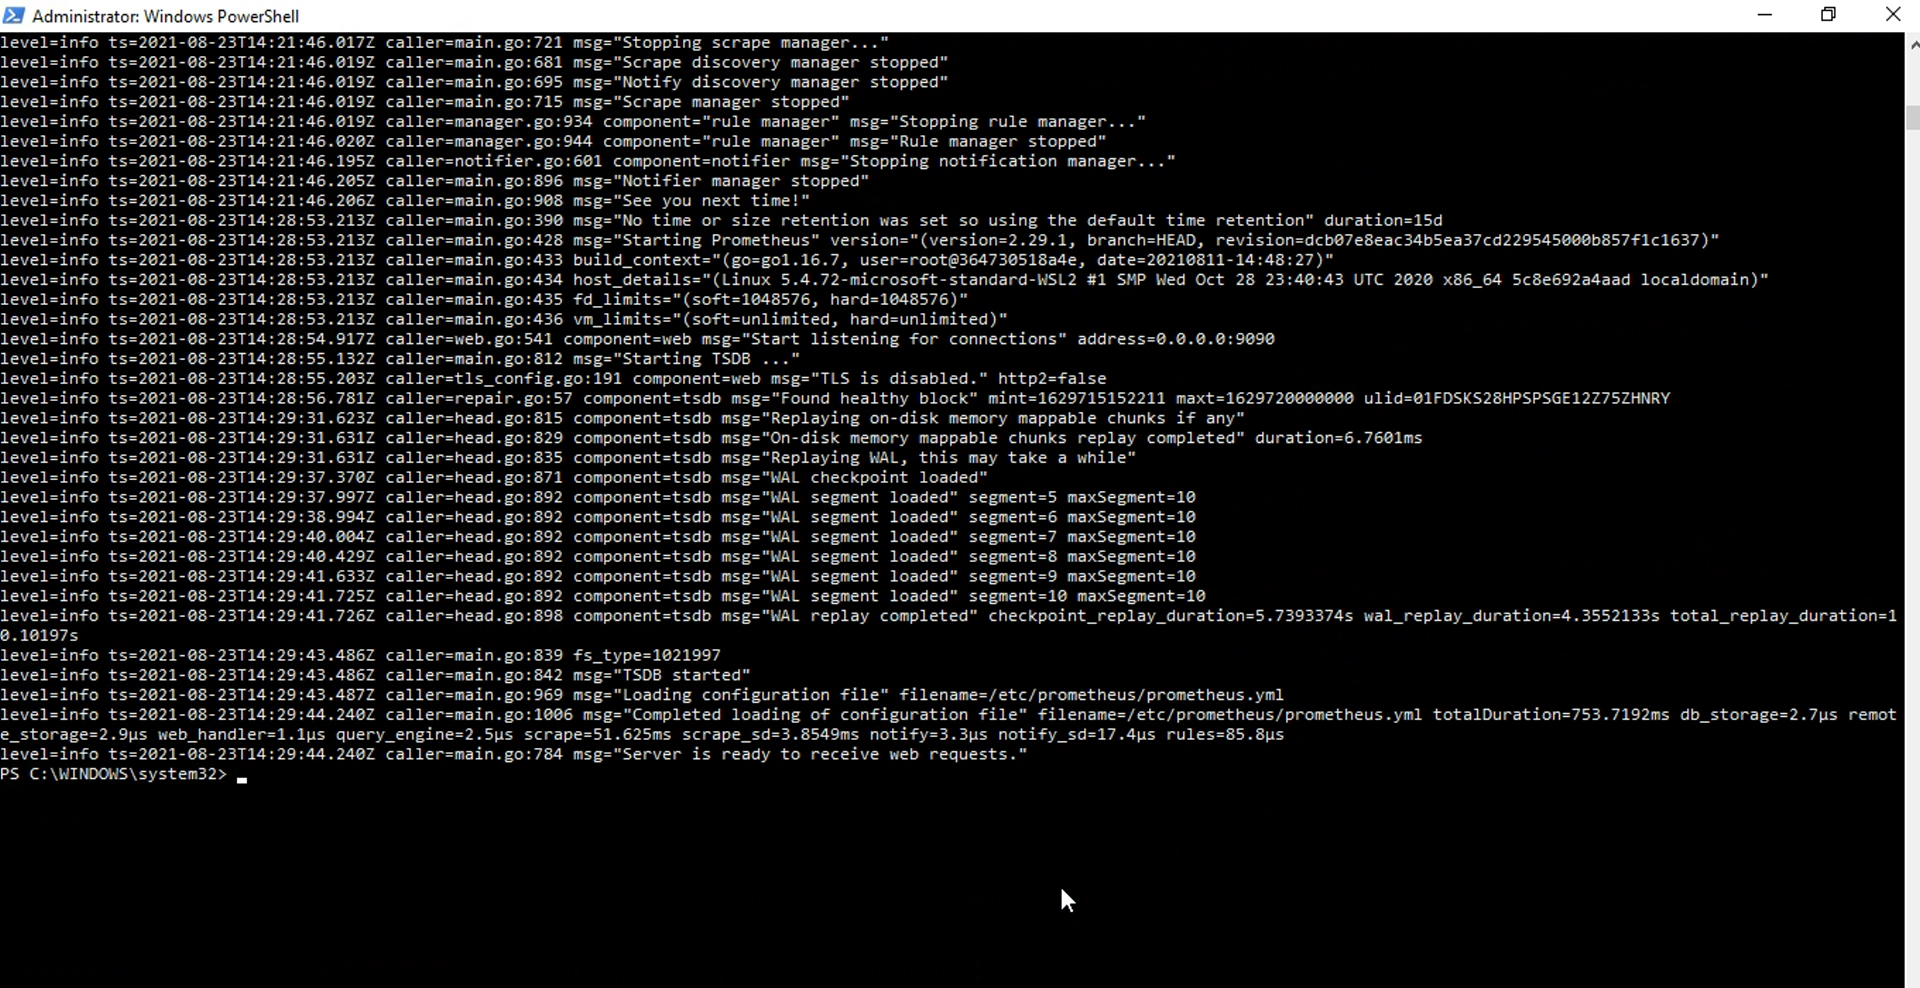 Administrator: Windows PowerShell
level=info ts=2021-08-23T14:21:46.017Z caller=main.go:721 msg="Stopping scrape manager..."
level=info ts=2021-08-23T14:21:46.019Z caller=main.go:681 msg="Scrape discovery manager stopped"
level=info ts=2021-08-23T14:21:46.019Z caller=main.go:695 msg="Notify discovery manager stopped"
level=info ts=2021-08-23T14:21:46.019Z caller=main.go:715 msg="Scrape manager stopped"
level=info ts=2021-08-23T14:21:46.019Z caller=manager.go:934 component="rule manager" msg="Stopping rule manager..."
level=info ts=2021-08-23T14:21:46.020Z caller=manager.go:944 component="rule manager" msg="Rule manager stopped"
level=info ts=2021-08-23T14:21:46.195Z caller=notifier.go:601 component=notifier msg="Stopping notification manager..."
level=info ts=2021-08-23T14:21:46.205Z caller=main.go:896 msg="Notifier manager stopped"
level=info ts=2021-08-23T14:21:46.206Z caller=main.go:908 msg="See you next time!"
level=info ts=2021-08-23T14:28:53.213Z caller=main.go:390 msg="No time or size retention was set so using the default time retention" duration=15d
level=info ts=2021-08-23T14:28:53.213Z caller=main.go:428 msg="Starting Prometheus" version="(version=2.29.1, branch=HEAD, revision=dcb07e8eac34b5ea37cd229545000b857f1c1637)"
level=info ts=2021-08-23T14:28:53.213Z caller=main.go:433 build_context="(go=go1.16.7, user=root@364730518a4e, date=20210811-14:48:27)"
level=info ts=2021-08-23T14:28:53.213Z caller=main.go:434 host_details="(Linux 5.4.72-microsoft-standard-WSL2 #1 SMP Wed Oct 28 23:40:43 UTC 2020 x86_64 5c8e692a4aad localdomain)"
level=info ts=2021-08-23T14:28:53.213Z caller=main.go:435 fd_limits="(soft=1048576, hard=1048576)"
level=info ts=2021-08-23T14:28:53.213Z caller=main.go:436 vm_limits="(soft=unlimited, hard=unlimited)"
level=info ts=2021-08-23T14:28:54.917Z caller=web.go:541 component=web msg="Start listening for connections" address=0.0.0.0:9090
level=info ts=2021-08-23T14:28:55.132Z caller=main.go:812 msg="Starting TSDB ..."
level=info ts=2021-08-23T14:28:55.203Z caller=tls_config.go:191 component=web msg="TLS is disabled." http2=false
level=info ts=2021-08-23T14:28:56.781Z caller=repair.go:57 component=tsdb msg="Found healthy block" mint=1629715152211 maxt=1629720000000 ulid=01FDSKS28HPSPSGE12Z75ZHNRY
level=info ts=2021-08-23T14:29:31.623Z caller=head.go:815 component=tsdb msg="Replaying on-disk memory mappable chunks if any"
level=info ts=2021-08-23T14:29:31.631Z caller=head.go:829 component=tsdb msg="On-disk memory mappable chunks replay completed" duration=6.7601ms
level=info ts=2021-08-23T14:29:31.631Z caller=head.go:835 component=tsdb msg="Replaying WAL, this may take a while"
level=info ts=2021-08-23T14:29:37.370Z caller=head.go:871 component=tsdb msg="WAL checkpoint loaded"
level=info ts=2021-08-23T14:29:37.997Z caller=head.go:892 component=tsdb msg="WAL segment loaded" segment=5 maxSegment=10
level=info ts=2021-08-23T14:29:38.994Z caller=head.go:892 component=tsdb msg="WAL segment loaded" segment=6 maxSegment=10
level=info ts=2021-08-23T14:29:40.004Z caller=head.go:892 component=tsdb msg="WAL segment loaded" segment=7 maxSegment=10
level=info ts=2021-08-23T14:29:40.429Z caller=head.go:892 component=tsdb msg="WAL segment loaded" segment=8 maxSegment=10
level=info ts=2021-08-23T14:29:41.633Z caller=head.go:892 component=tsdb msg="WAL segment loaded" segment=9 maxSegment=10
level=info ts=2021-08-23T14:29:41.725Z caller=head.go:892 component=tsdb msg="WAL segment loaded" segment=10 maxSegment=10
level=info ts=2021-08-23T14:29:41.726Z caller=head.go:898 component=tsdb msg="WAL replay completed" checkpoint_replay_duration=5.7393374s wal_replay_duration=4.3552133s total_replay_duration=1
0.10197s
level=info ts=2021-08-23T14:29:43.486Z caller=main.go:839 fs_type=1021997
level=info ts=2021-08-23T14:29:43.486Z caller=main.go:842 msg="TSDB started"
level=info ts=2021-08-23T14:29:43.487Z caller=main.go:969 msg="Loading configuration file" filename=/etc/prometheus/prometheus.yml
level=info ts=2021-08-23T14:29:44.240Z caller=main.go:1006 msg="Completed loading of configuration file" filename=/etc/prometheus/prometheus.yml totalDuration=753.7192ms db_storage=2.7µs remot
e_storage=2.9µs web_handler=1.1µs query_engine=2.5µs scrape=51.625ms scrape_sd=3.8549ms notify=3.3µs notify_sd=17.4µs rules=85.8µs
level=info ts=2021-08-23T14:29:44.240Z caller=main.go:784 msg="Server is ready to receive web requests."
PS C:\WINDOWS\system32>